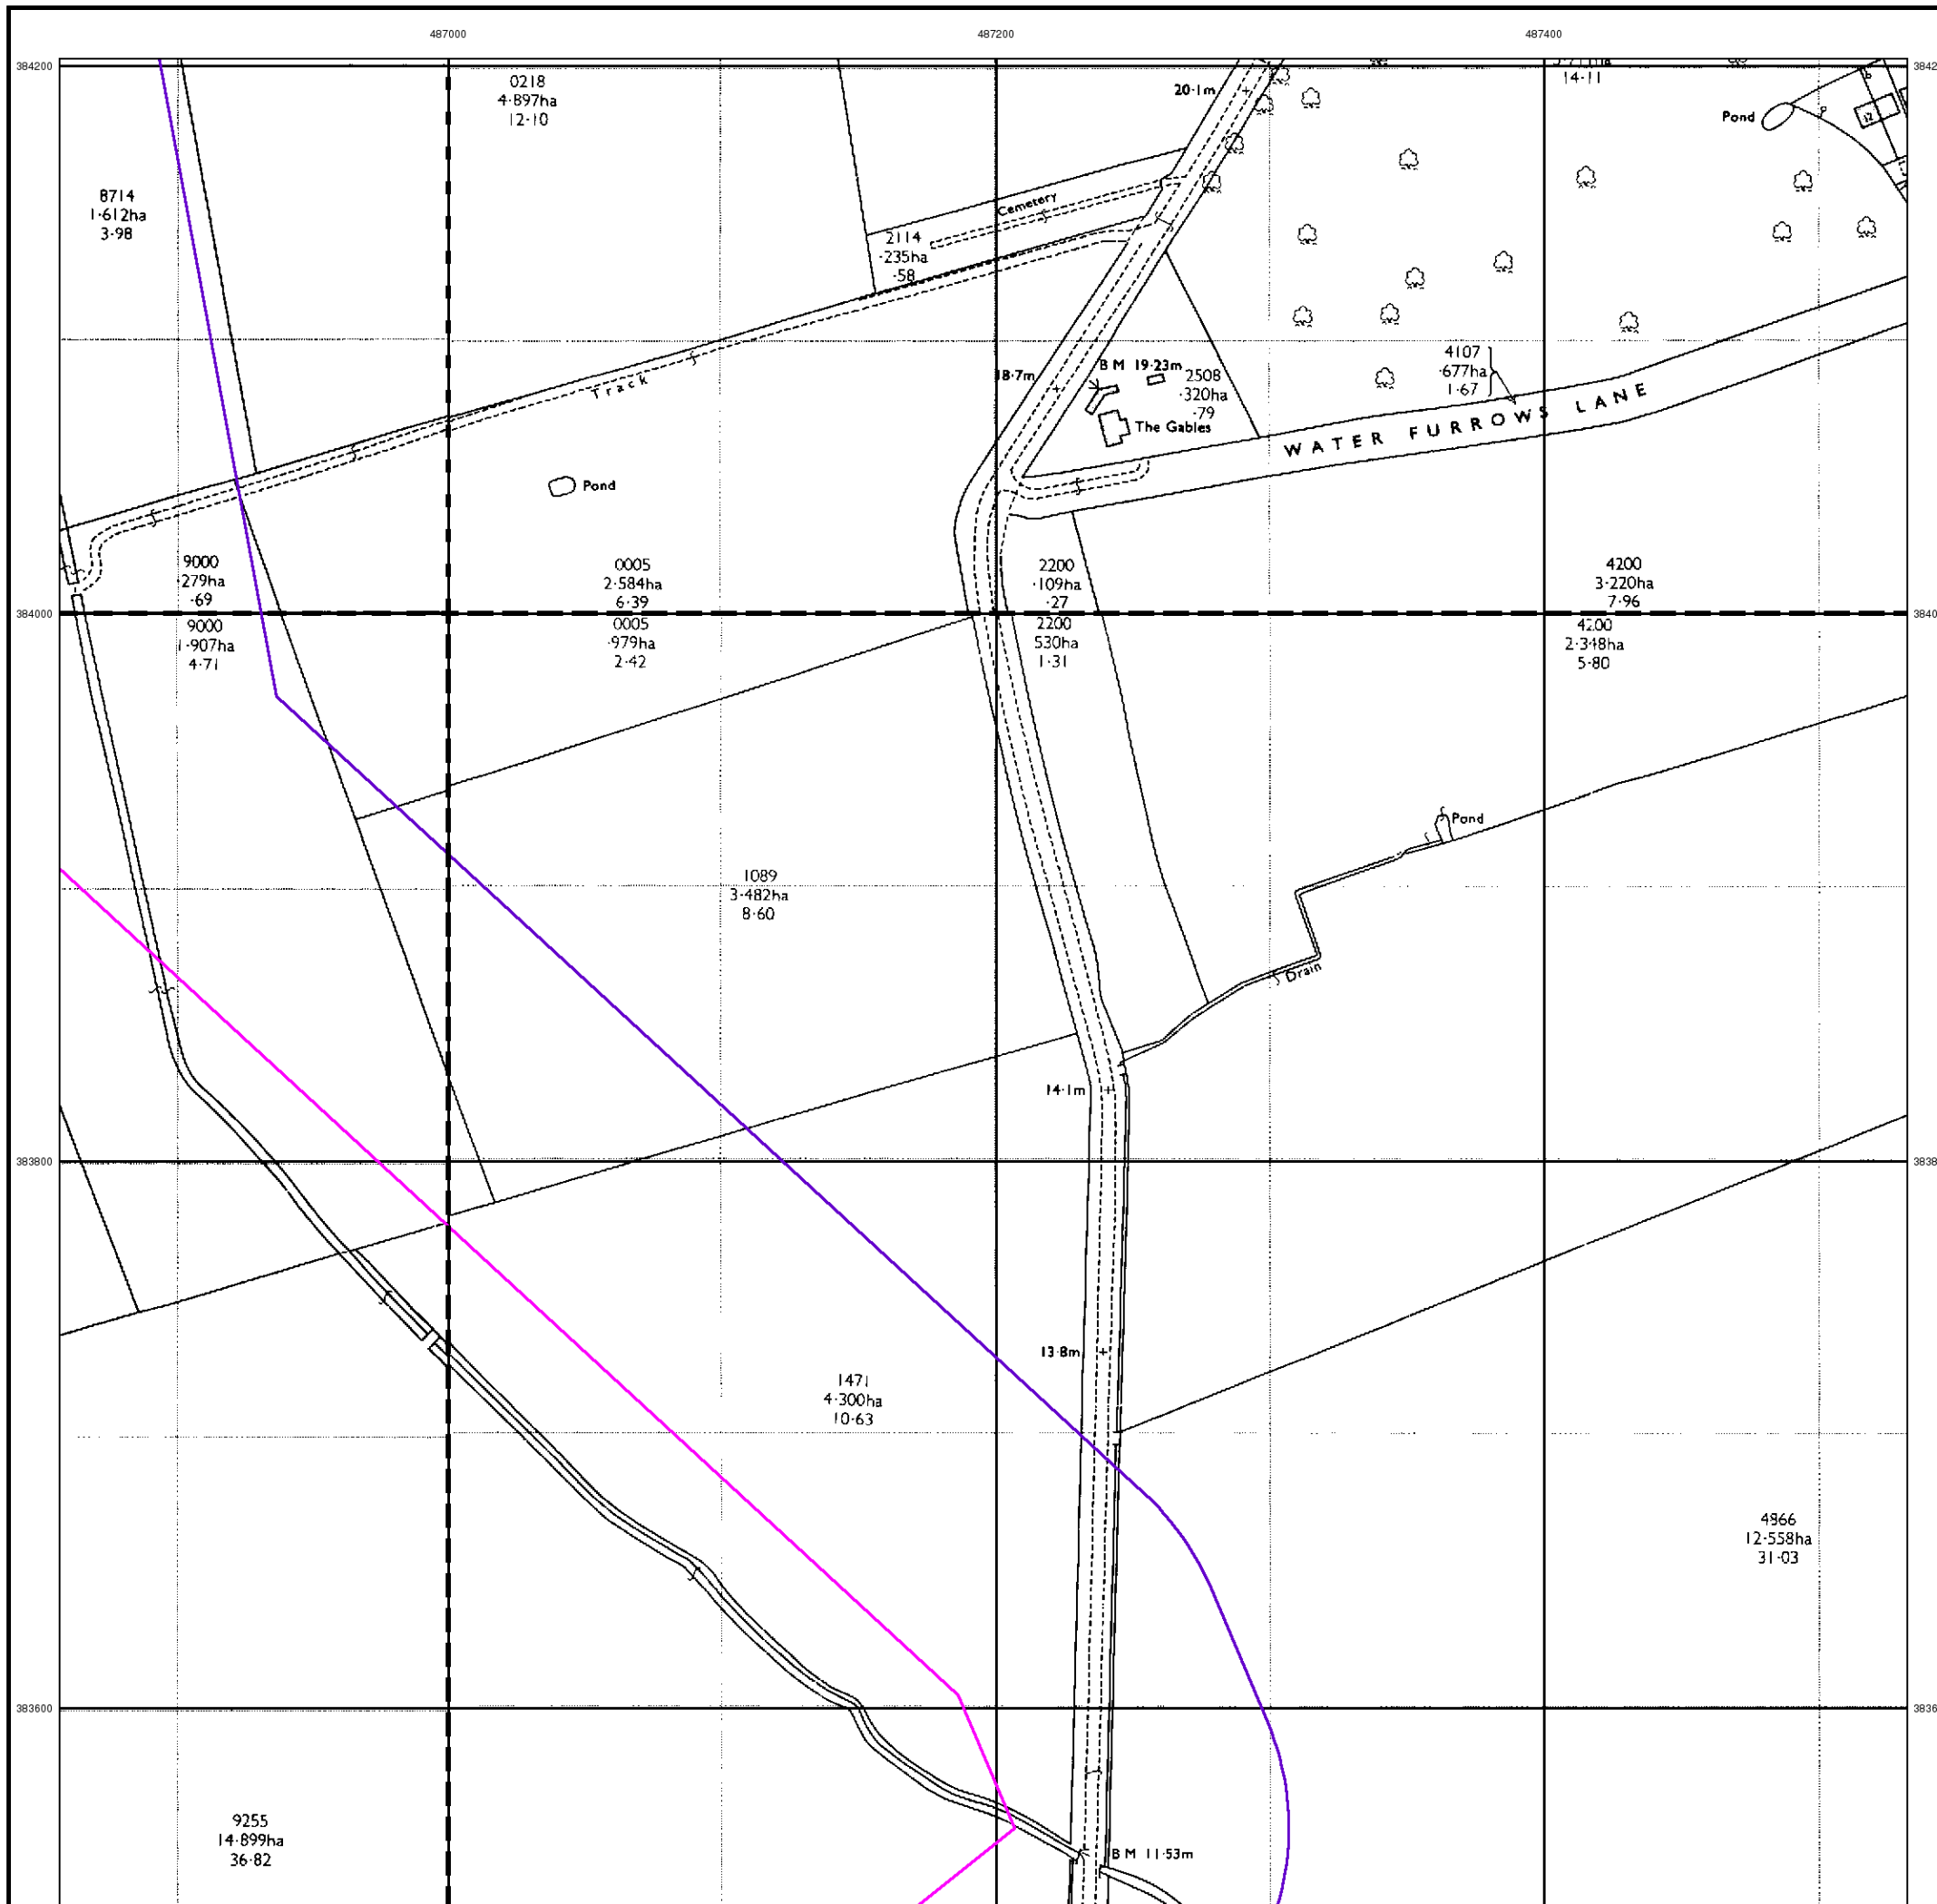 487000
487200
487400
384200
0218
4·897ha
12·10
20·1m
14·11
Pond
12
8714
1·612ha
3·98
Cemetery
2114
·235ha
·58
Track
18·7m
B M 19·23m
2508
·320ha
·79
The Gables
4107
·677ha
1·67
WATER FURROWS LANE
Pond
9000
·279ha
·69
0005
2·584ha
6·39
2200
·109ha
·27
4200
3·220ha
7·96
384000
9000
1·907ha
4·71
0005
·979ha
2·42
2200
530ha
1·31
4200
2·348ha
5·80
Pond
1089
3·482ha
8·60
Drain
14·1m
383800
13·8m
1471
4·300ha
10·63
4966
12·558ha
31·03
383600
9255
14·899ha
36·82
B M 11·53m